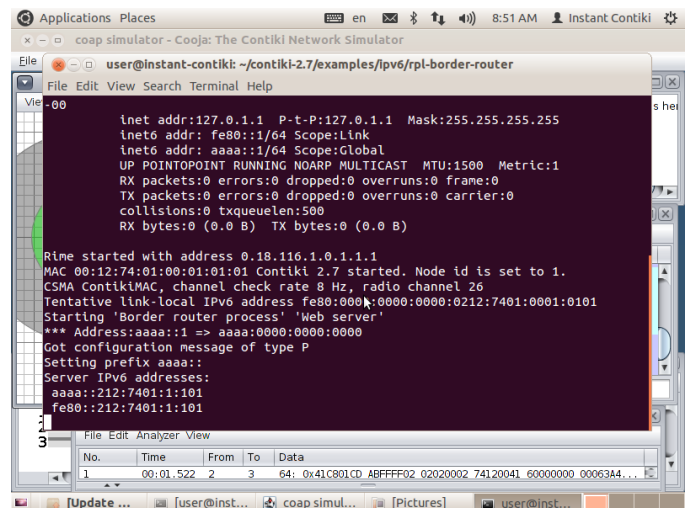 Applications Places en 8:51 AM Instant Contiki
coap simulator - Cooja: The Contiki Network Simulator
File
user@instant-contiki: ~/contiki-2.7/examples/ipv6/rpl-border-router
File Edit View Search Terminal Help
-00
inet addr:127.0.1.1 P-t-P:127.0.1.1 Mask:255.255.255.255
inet6 addr: fe80::1/64 Scope:Link
inet6 addr: aaaa::1/64 Scope:Global
UP POINTOPOINT RUNNING NOARP MULTICAST MTU:1500 Metric:1
RX packets:0 errors:0 dropped:0 overruns:0 frame:0
TX packets:0 errors:0 dropped:0 overruns:0 carrier:0
collisions:0 txqueuelen:500
RX bytes:0 (0.0 B) TX bytes:0 (0.0 B)
Rime started with address 0.18.116.1.0.1.1.1
MAC 00:12:74:01:00:01:01:01 Contiki 2.7 started. Node id is set to 1.
CSMA ContikiMAC, channel check rate 8 Hz, radio channel 26
Tentative link-local IPv6 address fe80:0000:0000:0000:0212:7401:0001:0101
Starting 'Border router process' 'Web server'
*** Address:aaaa::1 => aaaa:0000:0000:0000
Got configuration message of type P
Setting prefix aaaa::
Server IPv6 addresses:
aaaa::212:7401:1:101
fe80::212:7401:1:101
3
File Edit Analyzer View
No. Time From To Data
1 00:01.522 2 3 64: 0x41C801CD ABFFFF02 02020002 74120041 60000000 00063A4...
[Update ... [user@inst... coap simul... [Pictures] user@inst...